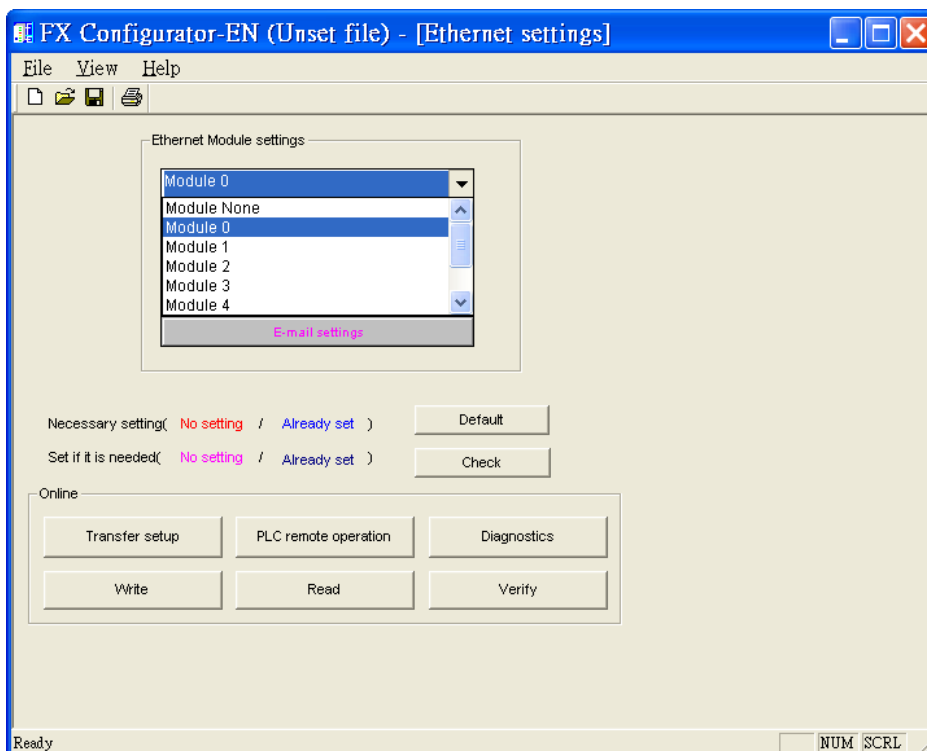 FX Configurator-EN (Unset file) - [Ethernet settings]
File View Help
Ethernet Module settings
Module 0
Module None
Module 0
Module 1
Module 2
Module 3
Module 4
E-mail settings
Necessary setting( No setting / Already set ) Default
Set if it is needed( No setting / Already set ) Check
Online
Transfer setup PLC remote operation Diagnostics
Write Read Verify
Ready NUM SCRL